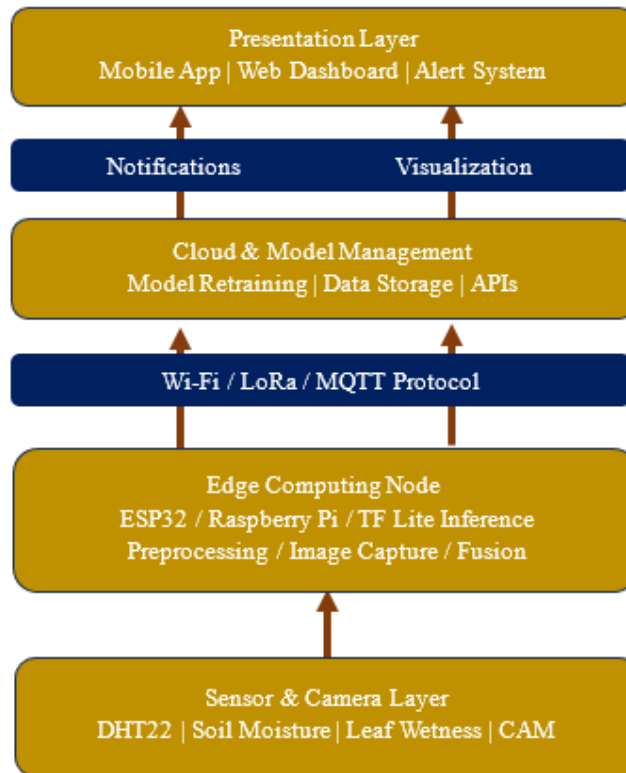 Presentation Layer
Mobile App | Web Dashboard | Alert System
Notifications Visualization
Cloud & Model Management
Model Retraining | Data Storage | APIs
Wi-Fi / LoRa / MQTT Protocol
Edge Computing Node
ESP32 / Raspberry Pi / TF Lite Inference
Preprocessing / Image Capture / Fusion
Sensor & Camera Layer
DHT22 | Soil Moisture | Leaf Wetness | CAM